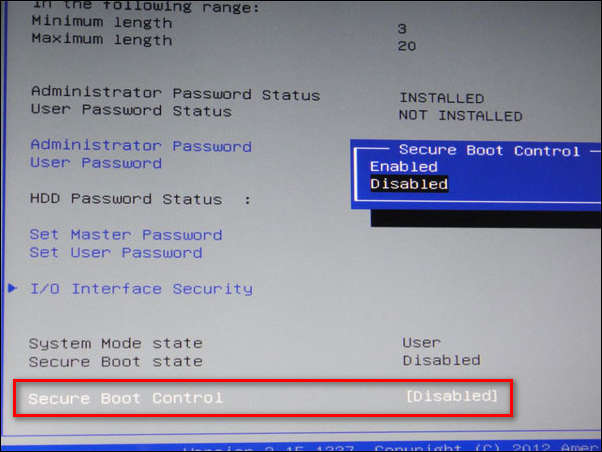 in the following range:
Minimum length 3
Maximum length 20
Administrator Password Status INSTALLED
User Password Status NOT INSTALLED
Administrator Password
User Password
Secure Boot Control
Enabled
Disabled
HDD Password Status :
Set Master Password
Set User Password
I/O Interface Security
System Mode state User
Secure Boot state Disabled
Secure Boot Control [Disabled]
Version 2.15.1227. Copyright (C) 2012 Amer